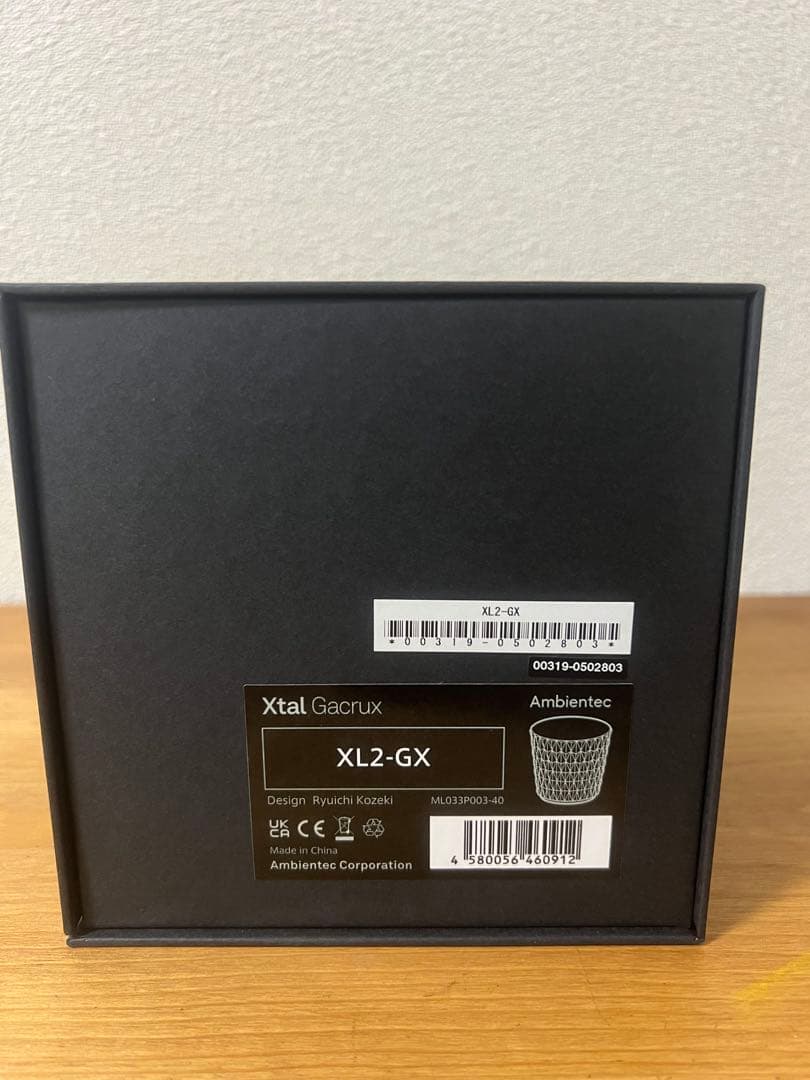 XL2-GX
*00319-0502803*
00319-0502803
Xtal Gacrux
Ambientec
XL2-GX
Design Ryuichi Kozeki
ML033P003-40
UK
CA CE
Made in China
Ambientec Corporation
4 580056 460912